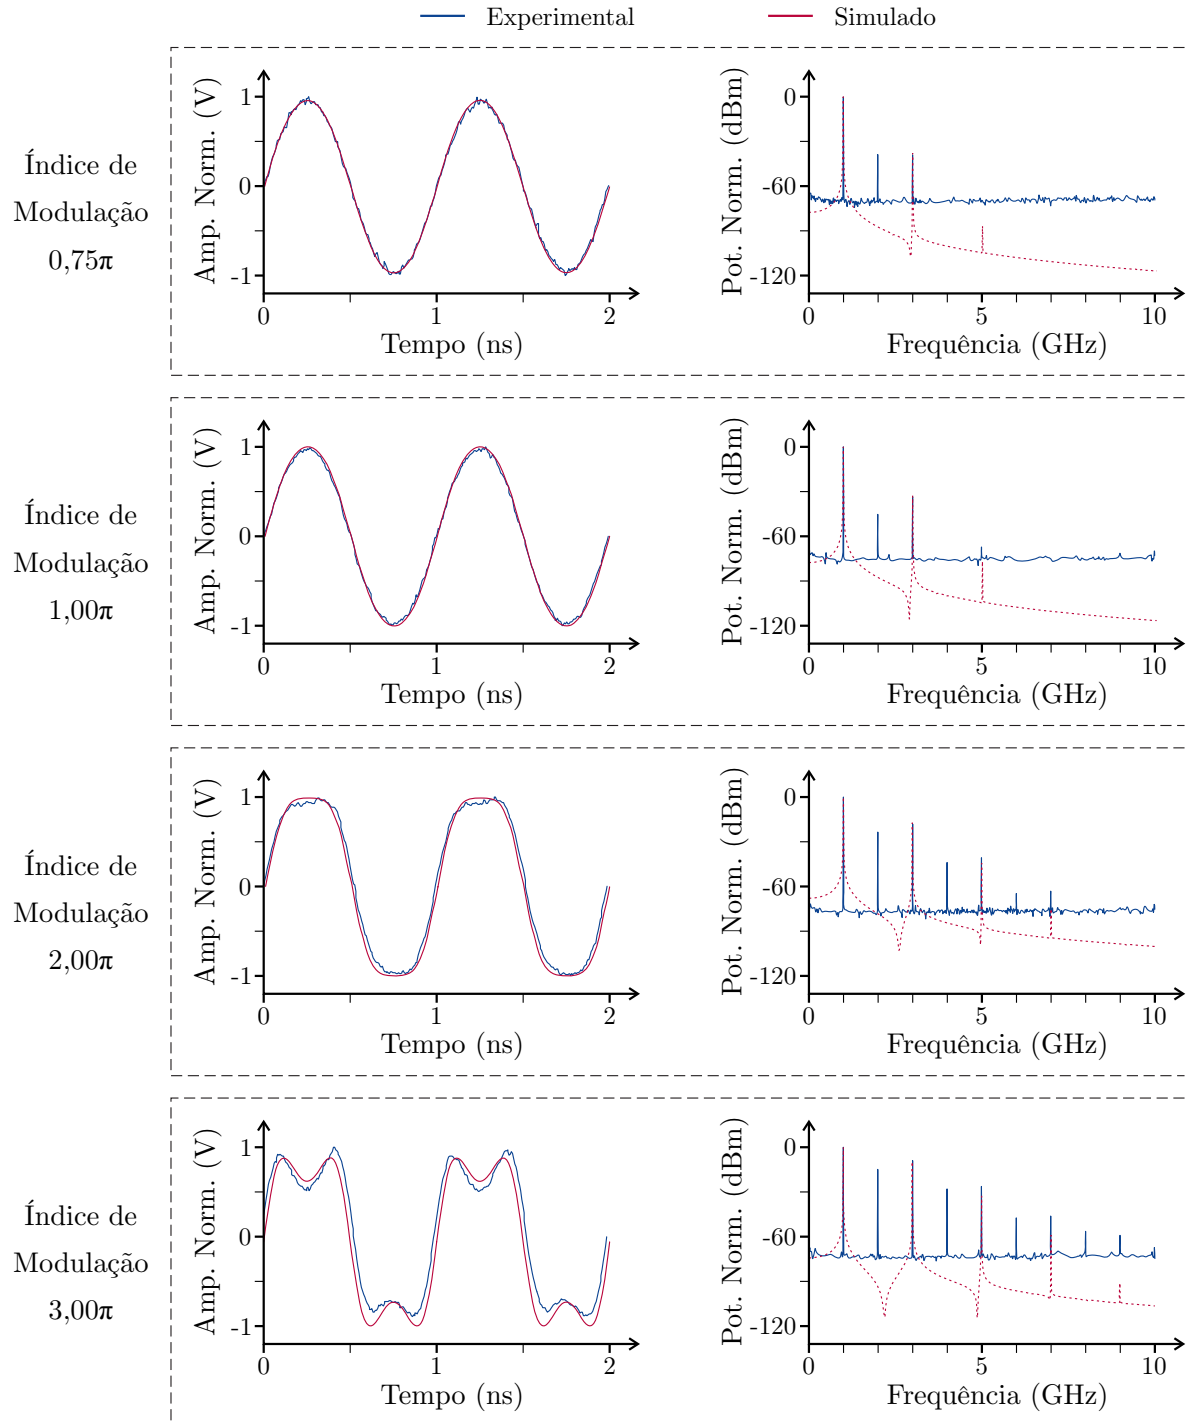 Experimental Simulado
Índice de
Modulação
0,75π
Amp. Norm. (V)
1
0
-1
0 1 2
Tempo (ns)
Pot. Norm. (dBm)
0
-60
-120
0 5 10
Frequência (GHz)
Índice de
Modulação
1,00π
Amp. Norm. (V)
1
0
-1
0 1 2
Tempo (ns)
Pot. Norm. (dBm)
0
-60
-120
0 5 10
Frequência (GHz)
Índice de
Modulação
2,00π
Amp. Norm. (V)
1
0
-1
0 1 2
Tempo (ns)
Pot. Norm. (dBm)
0
-60
-120
0 5 10
Frequência (GHz)
Índice de
Modulação
3,00π
Amp. Norm. (V)
1
0
-1
0 1 2
Tempo (ns)
Pot. Norm. (dBm)
0
-60
-120
0 5 10
Frequência (GHz)